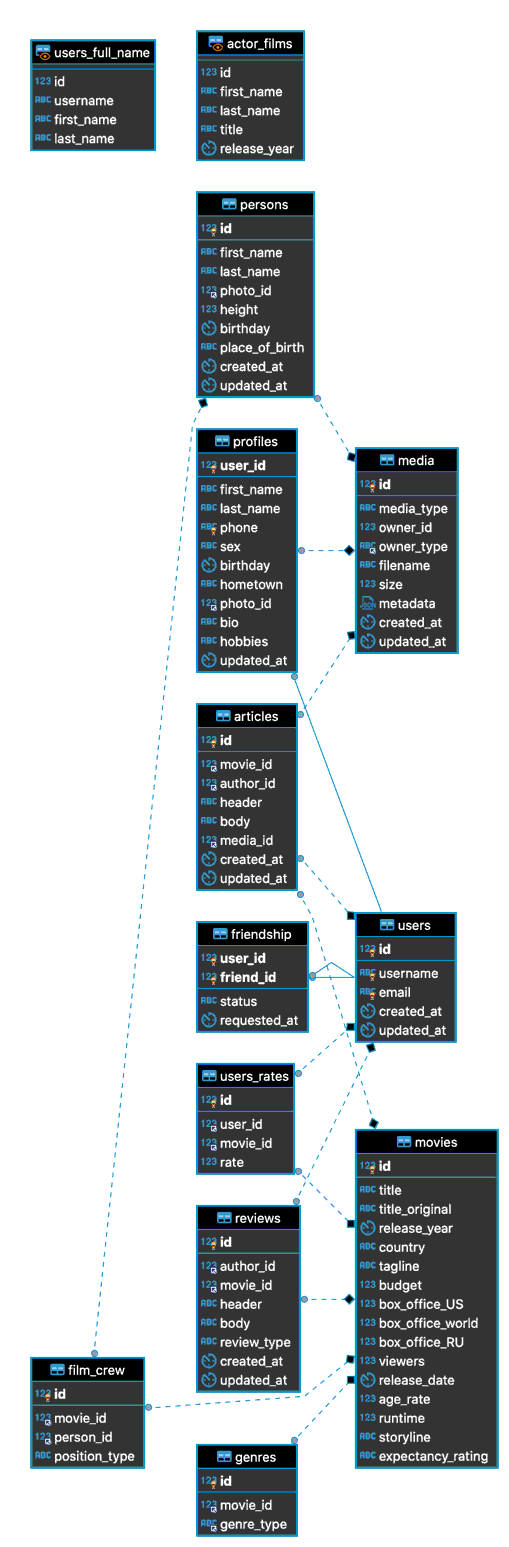 users_full_name
123 id
ABC username
ABC first_name
ABC last_name
actor_films
123 id
ABC first_name
ABC last_name
ABC title
release_year
persons
123 id
ABC first_name
ABC last_name
123 photo_id
123 height
birthday
ABC place_of_birth
created_at
updated_at
profiles
123 user_id
ABC first_name
ABC last_name
ABC phone
ABC sex
birthday
ABC hometown
123 photo_id
ABC bio
ABC hobbies
updated_at
media
123 id
ABC media_type
123 owner_id
ABC owner_type
ABC filename
123 size
JSON metadata
created_at
updated_at
articles
123 id
123 movie_id
123 author_id
ABC header
ABC body
123 media_id
created_at
updated_at
friendship
123 user_id
123 friend_id
ABC status
requested_at
users
123 id
ABC username
ABC email
created_at
updated_at
users_rates
123 id
123 user_id
123 movie_id
123 rate
movies
123 id
ABC title
ABC title_original
release_year
ABC country
ABC tagline
123 budget
123 box_office_US
123 box_office_world
123 box_office_RU
123 viewers
release_date
123 age_rate
123 runtime
ABC storyline
ABC expectancy_rating
reviews
123 id
123 author_id
123 movie_id
ABC header
ABC body
ABC review_type
created_at
updated_at
film_crew
123 id
123 movie_id
123 person_id
ABC position_type
genres
123 id
123 movie_id
ABC genre_type